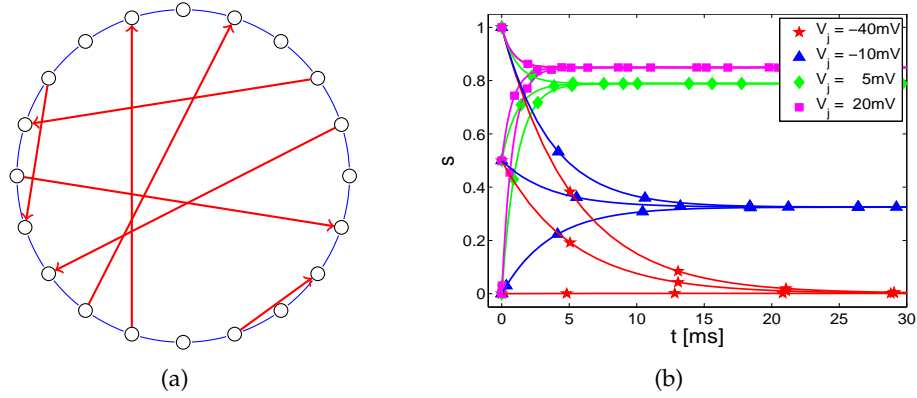 V_j = −40mV
V_j = −10mV
V_j = 5mV
V_j = 20mV
1
0.8
0.6
0.4
0.2
0
s
0 5 10 15 20 25 30
t [ms]
(a) (b)